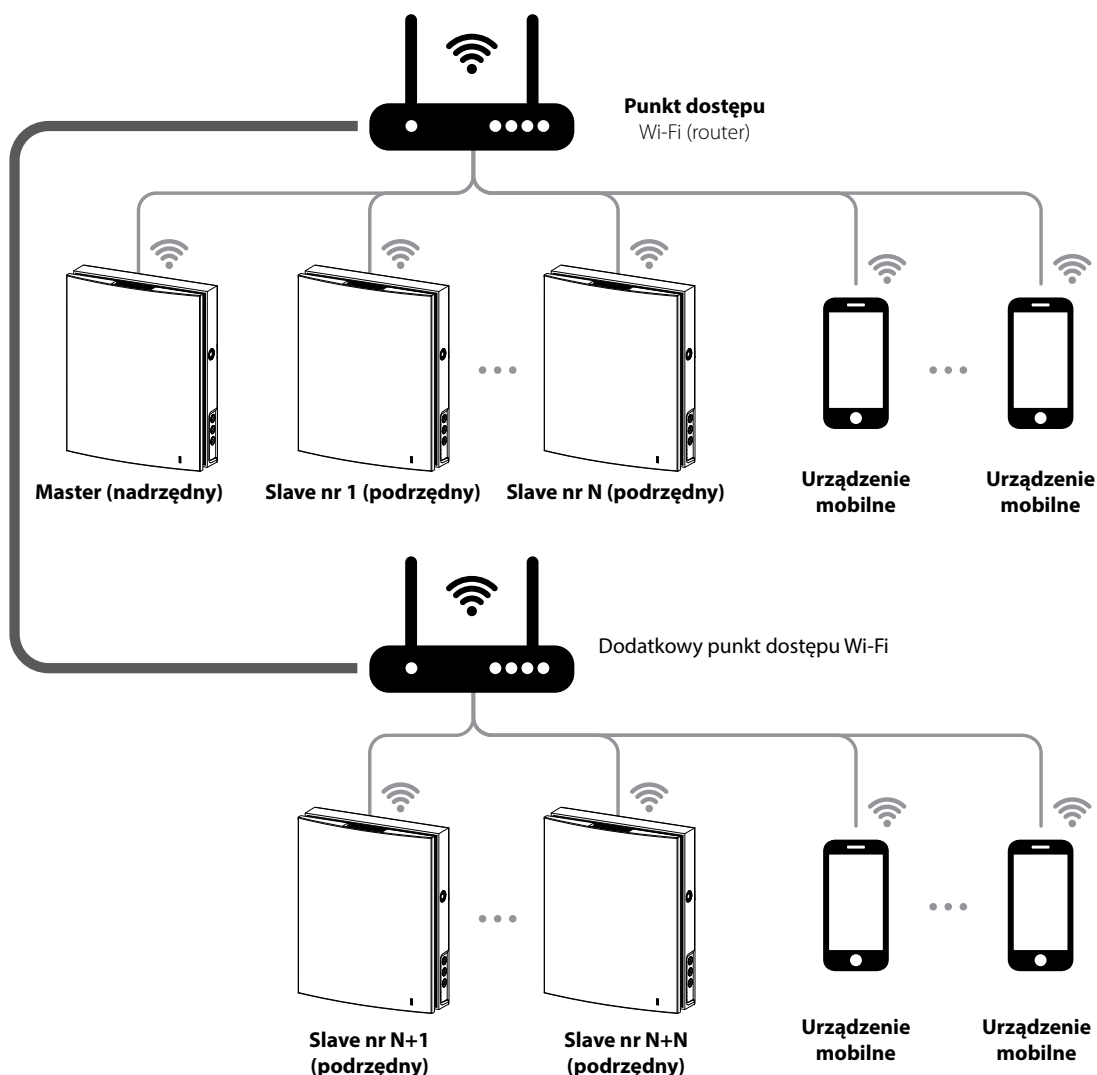 Punkt dostępu
Wi-Fi (router)
Master (nadrzędny)
Slave nr 1 (podrzędny)
Slave nr N (podrzędny)
Urządzenie
mobilne
Urządzenie
mobilne
Dodatkowy punkt dostępu Wi-Fi
Slave nr N+1
(podrzędny)
Slave nr N+N
(podrzędny)
Urządzenie
mobilne
Urządzenie
mobilne